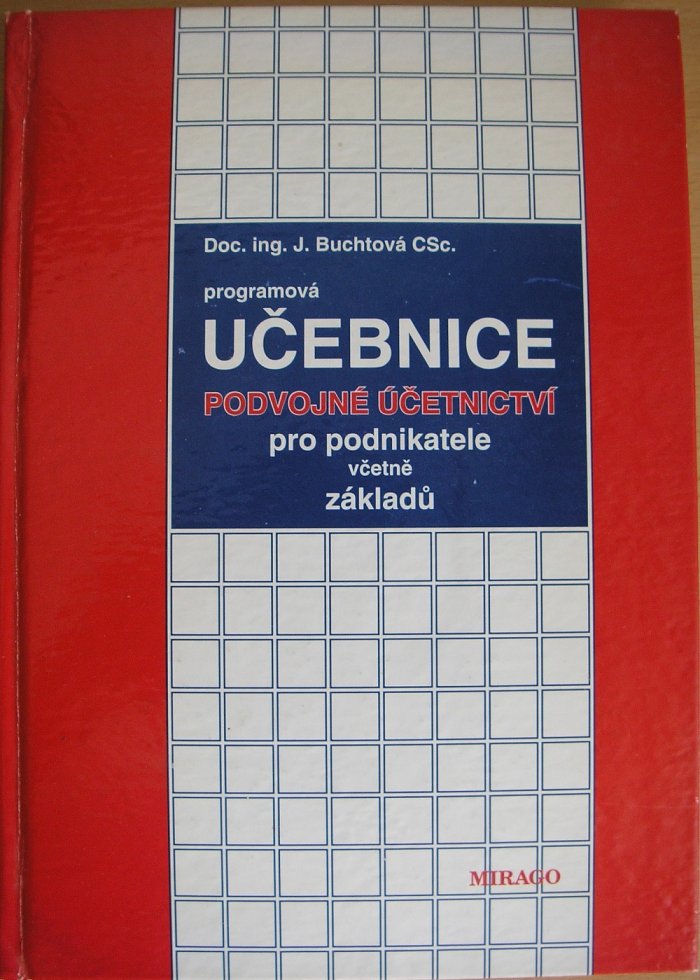 Doc. ing. J. Buchtová CSc.
programová
UČEBNICE
PODVOJNÉ ÚČETNICTVÍ
pro podnikatele
včetně
základů
MIRAGO